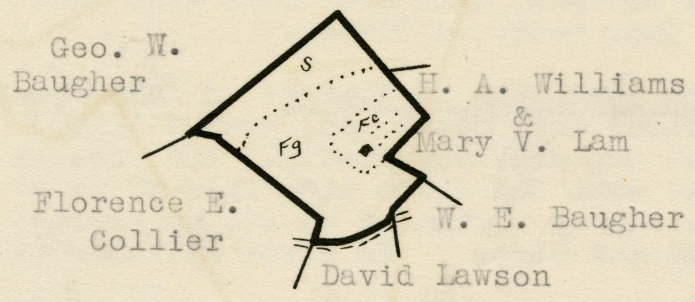 Geo. W.
Baugher
S
H. A. Williams
&
Mary V. Lam
Fc
Fg
Florence E.
Collier
W. E. Baugher
David Lawson